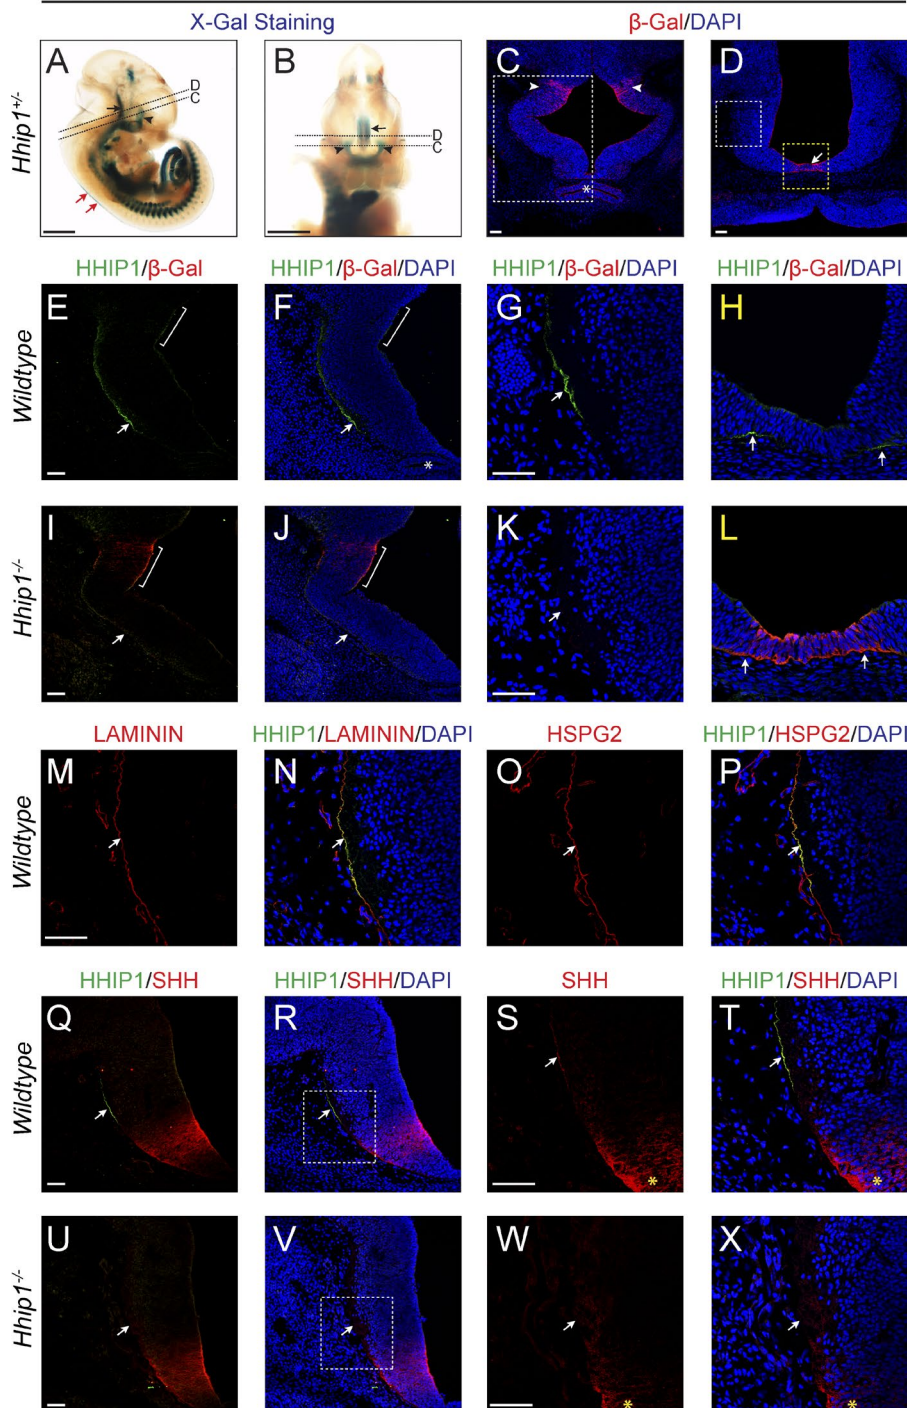 X-Gal Staining β-Gal/DAPI
Hhip1+/-
A B C D
D
C
D
C
*
HHIP1/β-Gal HHIP1/β-Gal/DAPI HHIP1/β-Gal/DAPI HHIP1/β-Gal/DAPI
Wildtype
E F G H
*
Hhip1-/-
I J K L
LAMININ HHIP1/LAMININ/DAPI HSPG2 HHIP1/HSPG2/DAPI
Wildtype
M N O P
HHIP1/SHH HHIP1/SHH/DAPI SHH HHIP1/SHH/DAPI
Wildtype
Q R S T
* *
Hhip1-/-
U V W X
* *